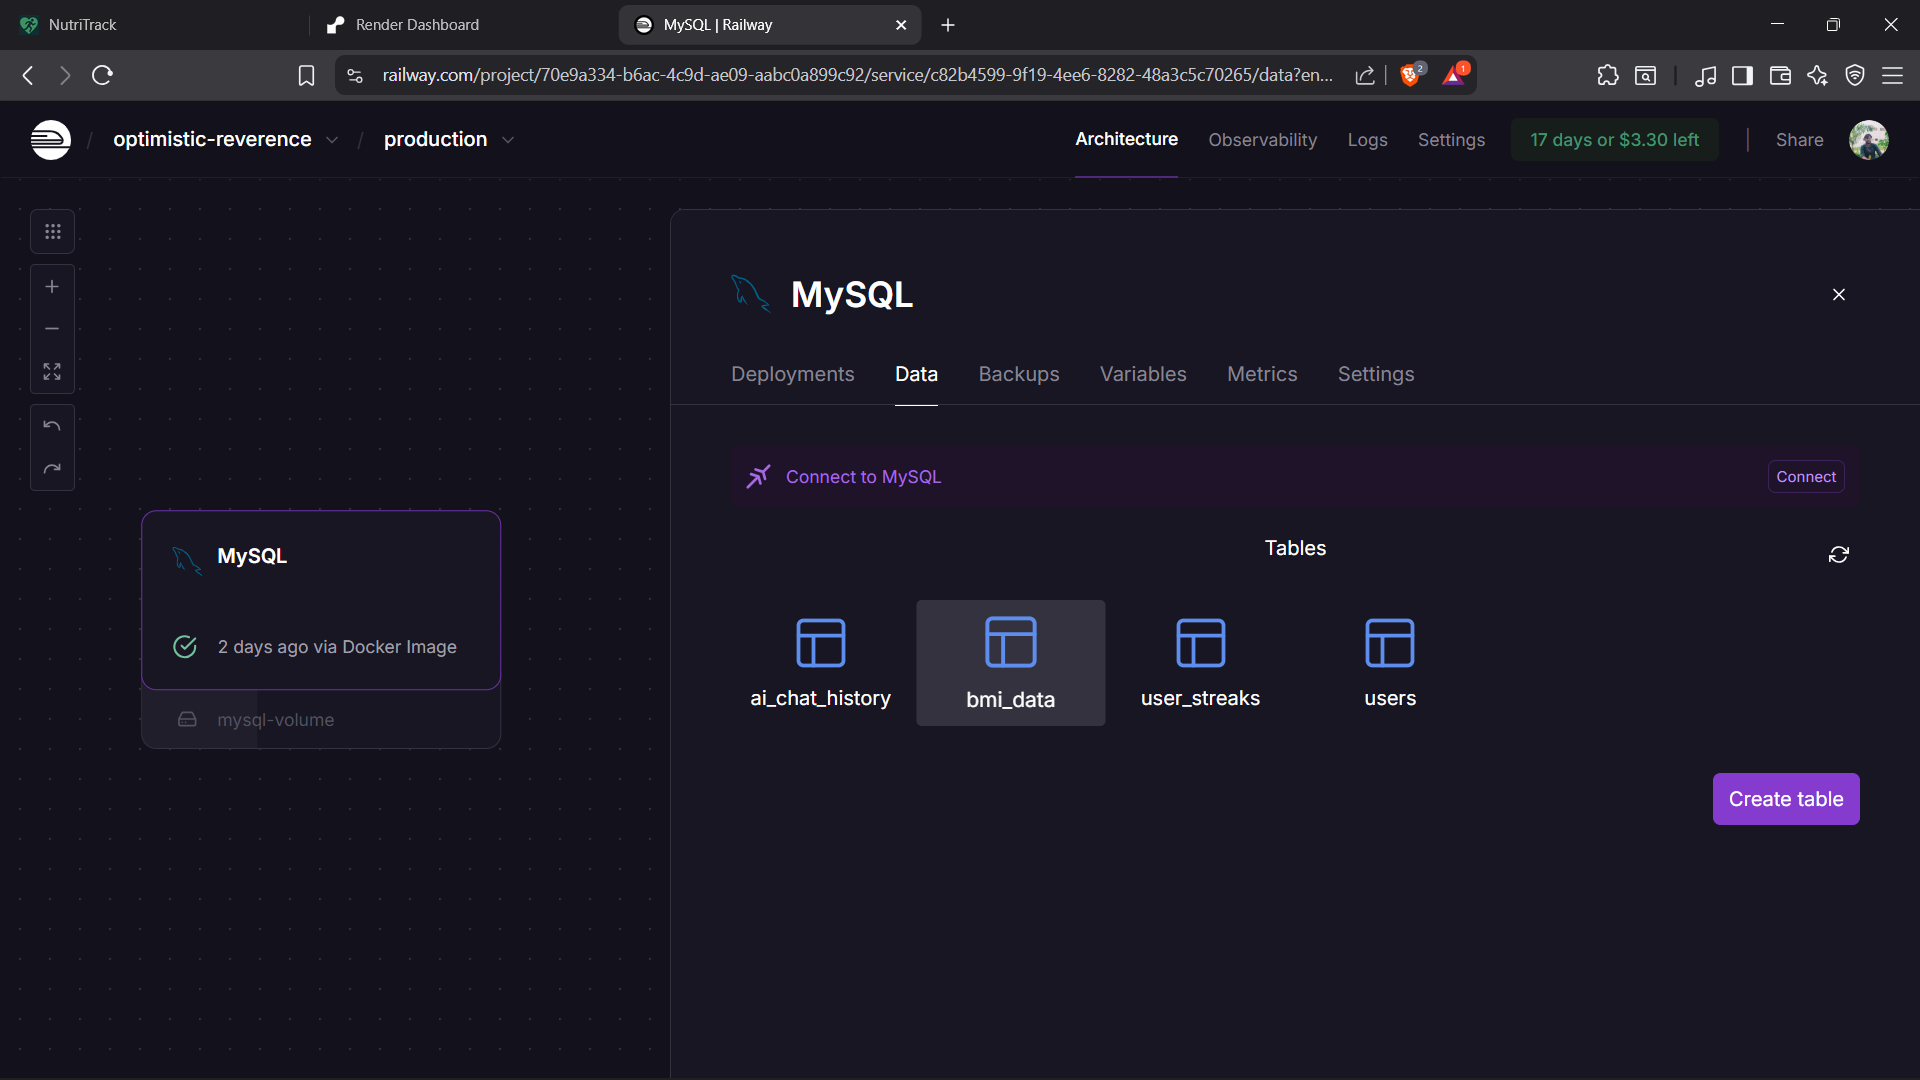 NutriTrack
Render Dashboard
MySQL | Railway
railway.com/project/70e9a334-b6ac-4c9d-ae09-aabc0a899c92/service/c82b4599-9f19-4ee6-8282-48a3c5c70265/data?en...
2
1
/ optimistic-reverence / production
Architecture
Observability
Logs
Settings
17 days or $3.30 left
Share
MySQL
Deployments
Data
Backups
Variables
Metrics
Settings
Connect to MySQL
Connect
Tables
MySQL
2 days ago via Docker Image
mysql-volume
ai_chat_history
bmi_data
user_streaks
users
Create table